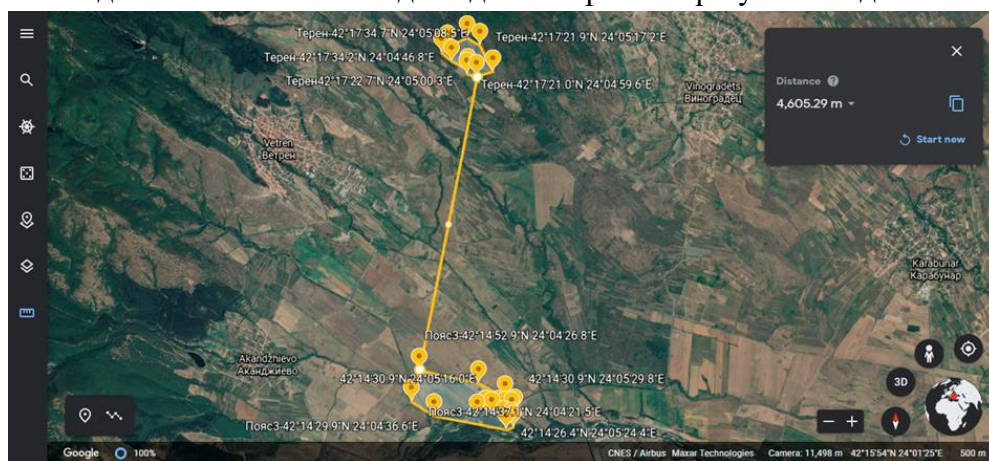 Терен-42°17'34.7"N 24°05'08.5"E
Терен-42°17'21.9"N 24°05'17.2"E
Терен-42°17'34.2"N 24°04'46.8"E
Терен42°17'22.7"N 24°05'00.3"E
Терен-42°17'21.0"N 24°04'59.6"E
Vinogradets
Виноградец
Distance
4,605.29 m
Start new
Vetren
Ветрен
Karabunar
Карабунар
Пояс3-42°14'52.9"N 24°04'26.8"E
Akandzhievo
Аканджиево
42°14'30.9"N 24°05'16.0"E
42°14'30.9"N 24°05'29.8"E
Пояс3-42°14'37.1"N 24°04'21.5"E
Пояс3-42°14'29.9"N 24°04'36.6"E
42°14'26.4"N 24°05'24.4"E
3D
Google
100%
CNES / Airbus Maxar Technologies Camera: 11,498 m 42°15'54"N 24°01'25"E 500 m